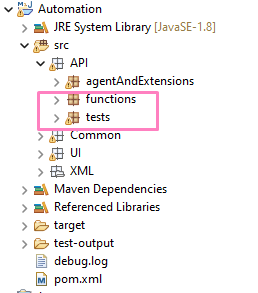 Automation
JRE System Library [JavaSE-1.8]
src
API
agentAndExtensions
functions
tests
Common
UI
XML
Maven Dependencies
Referenced Libraries
target
test-output
debug.log
pom.xml